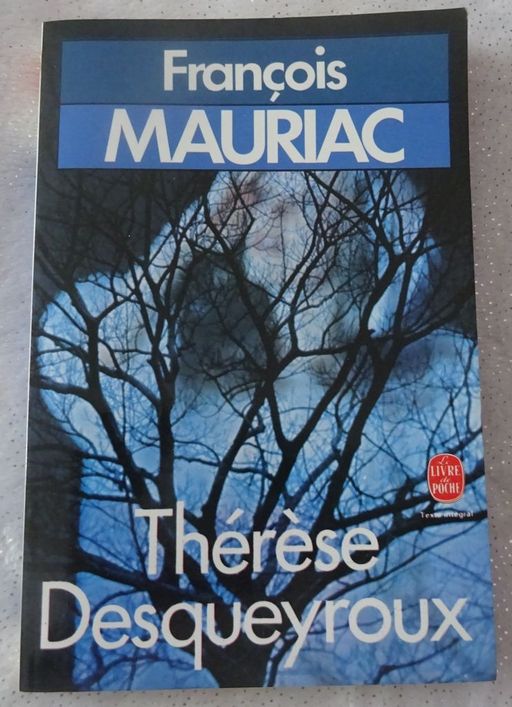 François
MAURIAC
Le
LIVRE
de
POCHE
Texte intégral
Thérèse
Desqueyroux